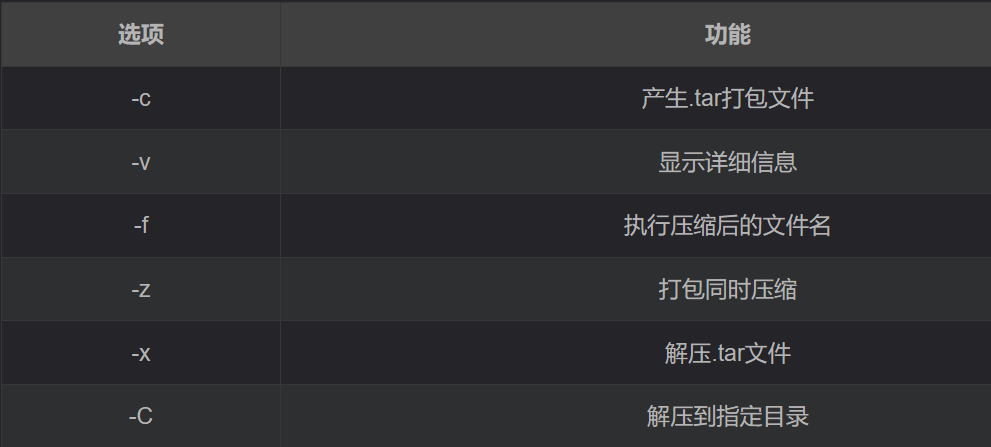 选项 功能
-c 产生.tar打包文件
-v 显示详细信息
-f 执行压缩后的文件名
-z 打包同时压缩
-x 解压.tar文件
-C 解压到指定目录